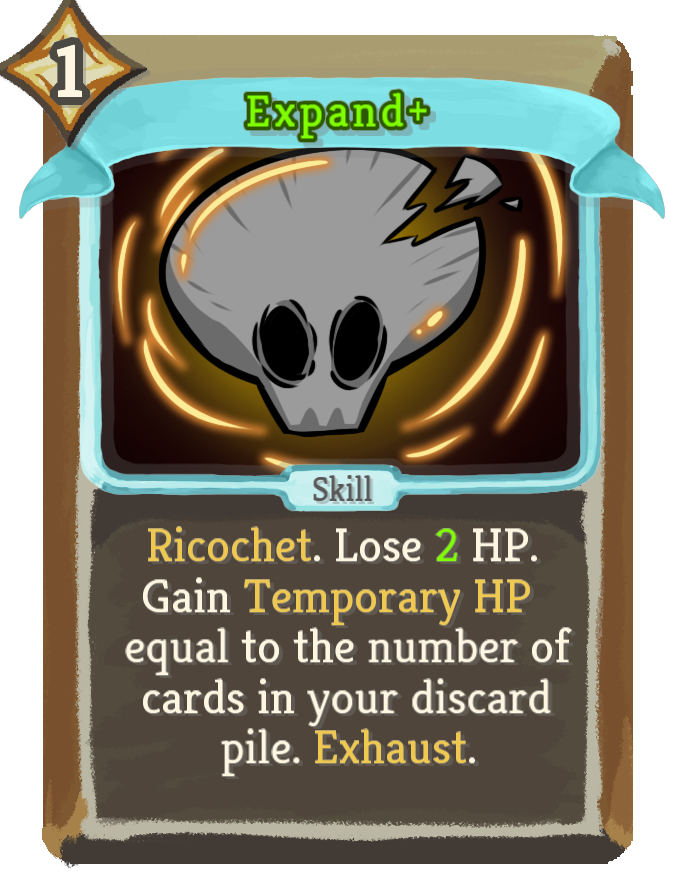 1
Expand+
Skill
Ricochet. Lose 2 HP.
Gain Temporary HP
equal to the number of
cards in your discard
pile. Exhaust.